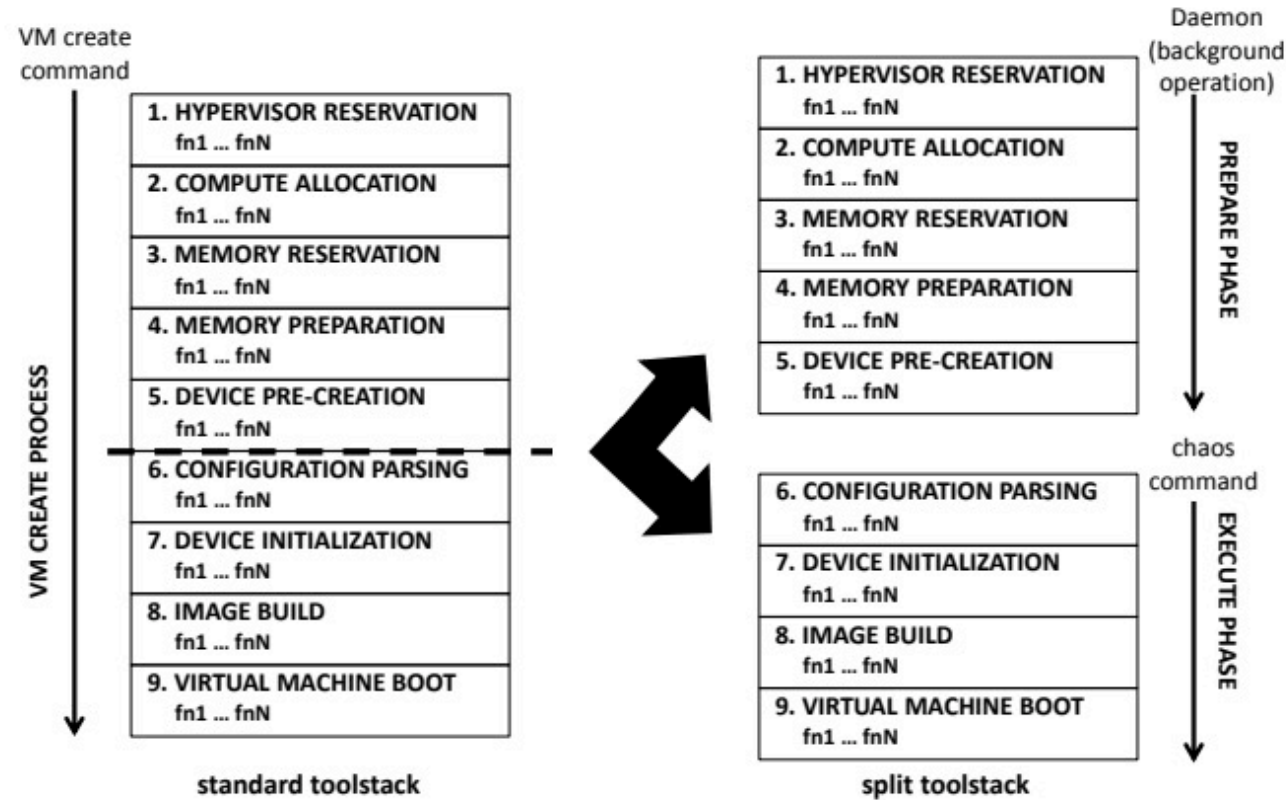 VM create
command
VM CREATE PROCESS
1. HYPERVISOR RESERVATION
fn1 ... fnN
2. COMPUTE ALLOCATION
fn1 ... fnN
3. MEMORY RESERVATION
fn1 ... fnN
4. MEMORY PREPARATION
fn1 ... fnN
5. DEVICE PRE-CREATION
fn1 ... fnN
6. CONFIGURATION PARSING
fn1 ... fnN
7. DEVICE INITIALIZATION
fn1 ... fnN
8. IMAGE BUILD
fn1 ... fnN
9. VIRTUAL MACHINE BOOT
fn1 ... fnN
standard toolstack
Daemon
(background
operation)
1. HYPERVISOR RESERVATION
fn1 ... fnN
2. COMPUTE ALLOCATION
fn1 ... fnN
3. MEMORY RESERVATION
fn1 ... fnN
4. MEMORY PREPARATION
fn1 ... fnN
5. DEVICE PRE-CREATION
fn1 ... fnN
PREPARE PHASE
chaos
command
6. CONFIGURATION PARSING
fn1 ... fnN
7. DEVICE INITIALIZATION
fn1 ... fnN
8. IMAGE BUILD
fn1 ... fnN
9. VIRTUAL MACHINE BOOT
fn1 ... fnN
EXECUTE PHASE
split toolstack